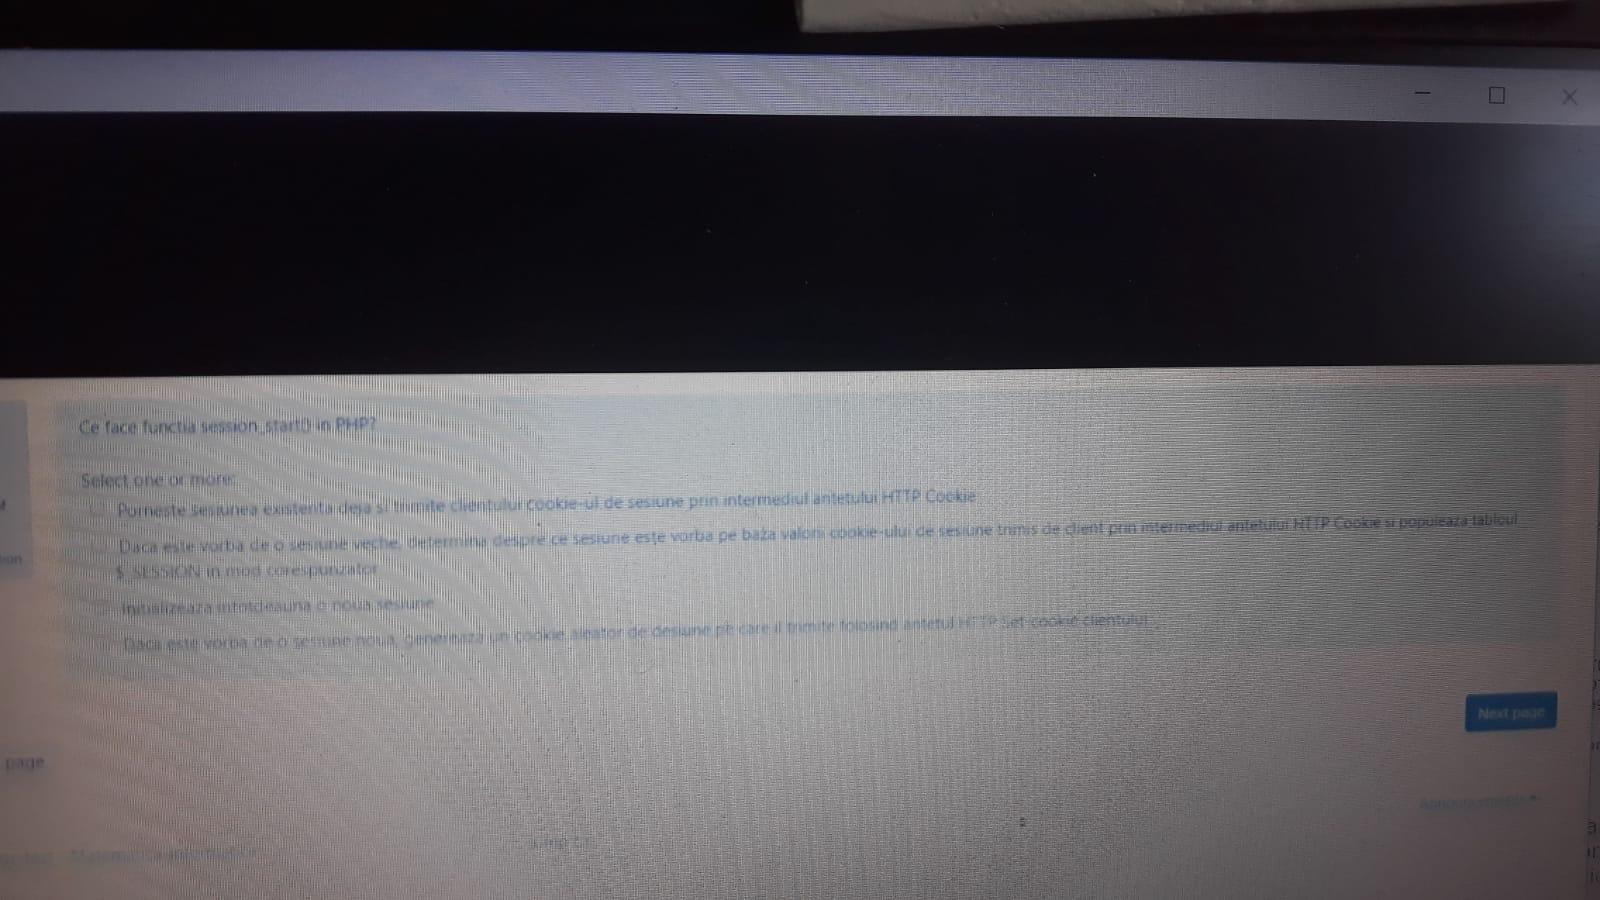 Ce face functia session_start() in PHP?
Select one or more:
Porneste sesiunea existenta deja si trimite clientului cookie-ul de sesiune prin intermediul antetului HTTP Cookie
Daca este vorba de o sesiune veche, determina despre ce sesiune este vorba pe baza valorii cookie-ului de sesiune trimis de client prin intermediul antetului HTTP Cookie si populeaza tabloul
$_SESSION in mod corespunzator
Initializeaza intotdeauna o noua sesiune
Daca este vorba de o sesiune noua, genereaza un cookie aleator de desiune pe care il trimite folosind antetul HTTP Set-cookie clientului
Next page
page